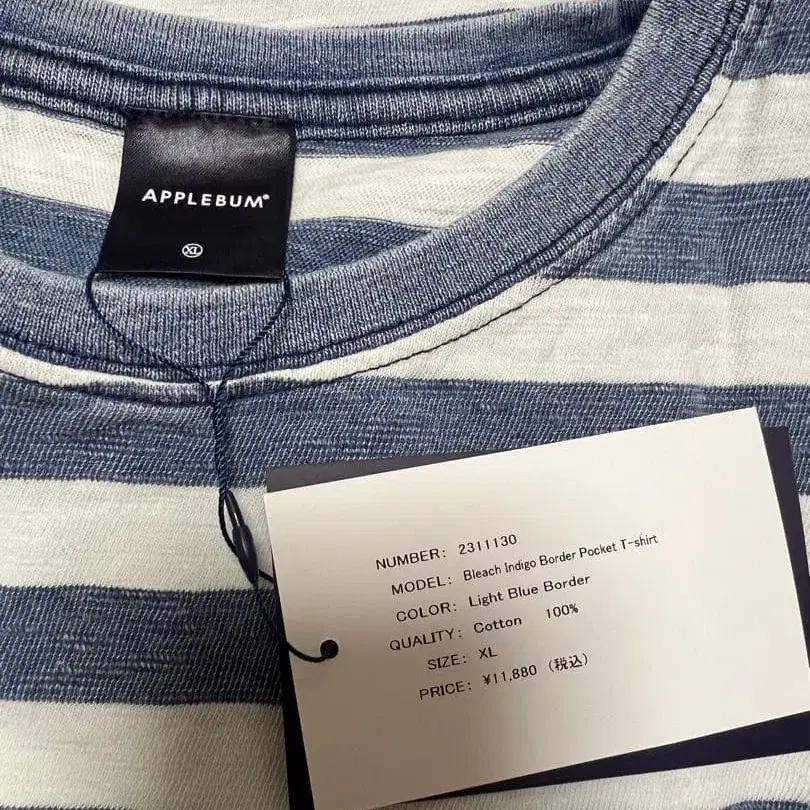 APPLEBUM®
XL
NUMBER: 2311130
MODEL: Bleach Indigo Border Pocket T-shirt
COLOR: Light Blue Border
QUALITY: Cotton 100%
SIZE: XL
PRICE: ¥11,880 (税込)